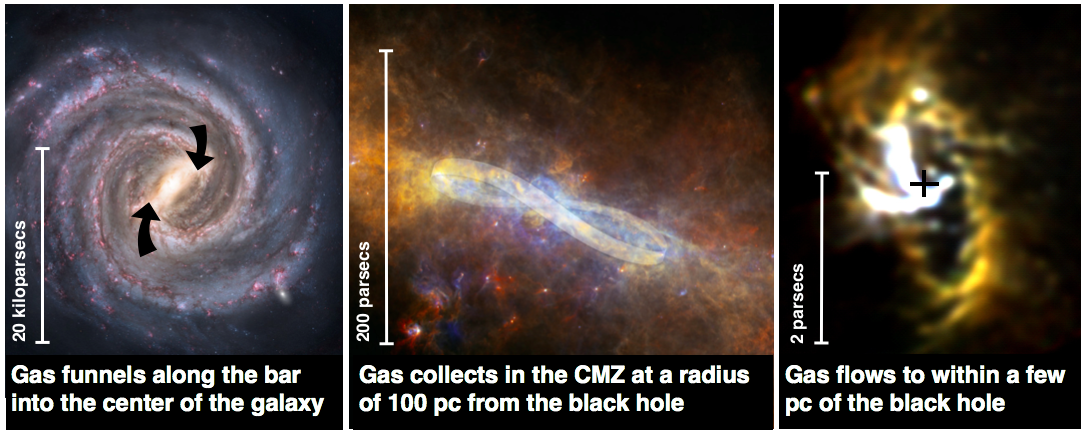 20 kiloparsecs
Gas funnels along the bar
into the center of the galaxy
200 parsecs
Gas collects in the CMZ at a radius
of 100 pc from the black hole
2 parsecs
Gas flows to within a few
pc of the black hole